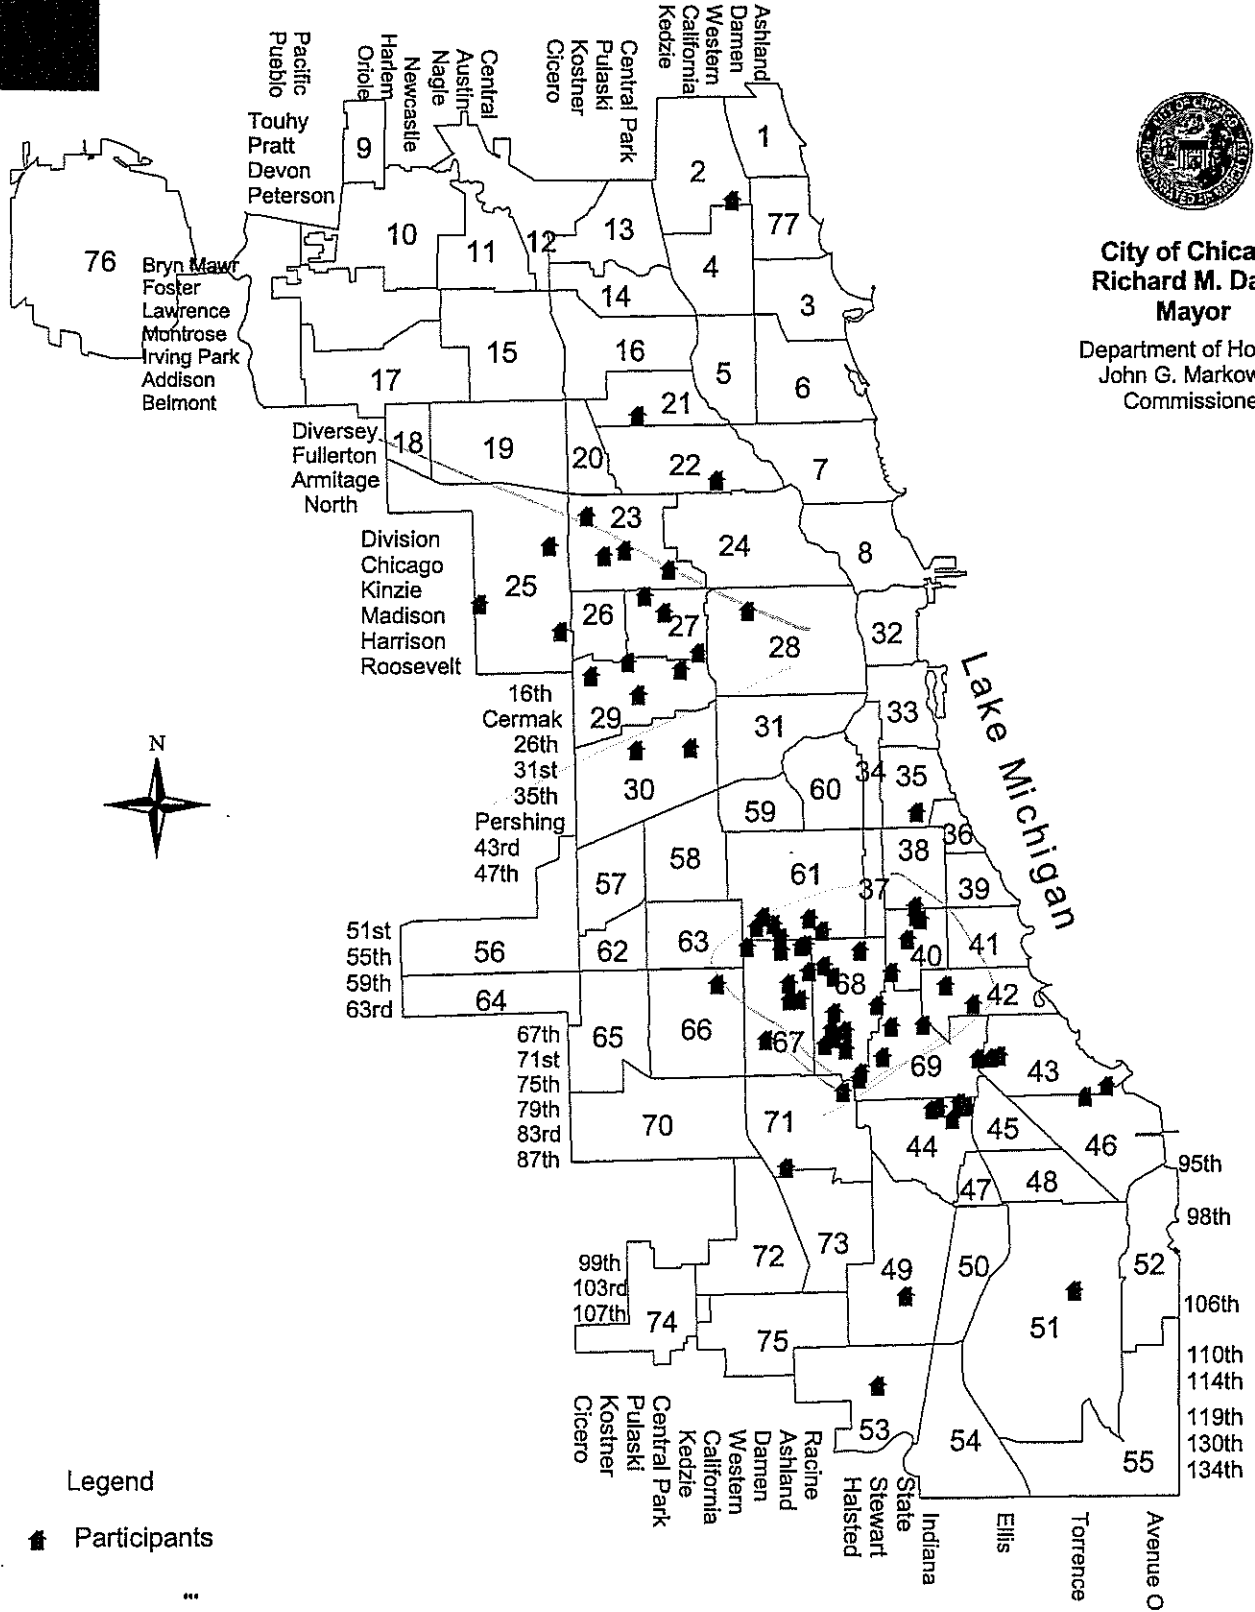 Ashland
Damen
Western
California
Kedzie
Central Park
Pulaski
Kostner
Cicero
Central
Austin
Nagle
Newcastle
Harlem
Oriole
Pacific
Pueblo
Touhy
Pratt
Devon
Peterson
Bryn Mawr
Foster
Lawrence
Montrose
Irving Park
Addison
Belmont
Diversey
Fullerton
Armitage
North
Division
Chicago
Kinzie
Madison
Harrison
Roosevelt
16th
Cermak
26th
31st
35th
Pershing
43rd
47th
51st
55th
59th
63rd
67th
71st
75th
79th
83rd
87th
99th
103rd
107th
95th
98th
106th
110th
114th
119th
130th
134th
Cicero
Kostner
Pulaski
Central Park
Kedzie
California
Western
Damen
Ashland
Racine
Halsted
Stewart
State
Indiana
Ellis
Torrence
Avenue O
1
2
9
77
13
10
11
12
4
76
14
3
15
16
5
17
6
21
18
19
20
22
7
23
24
8
25
26
27
28
32
29
33
31
30
34
35
60
59
36
38
58
61
37
39
57
56
62
63
40
41
64
68
42
65
66
67
69
43
70
71
44
45
46
47
48
72
73
49
50
52
74
75
51
53
54
55
Lake Michigan
N
City of Chica
Richard M. Da
Mayor
Department of Ho
John G. Markow
Commissione
Legend
Participants